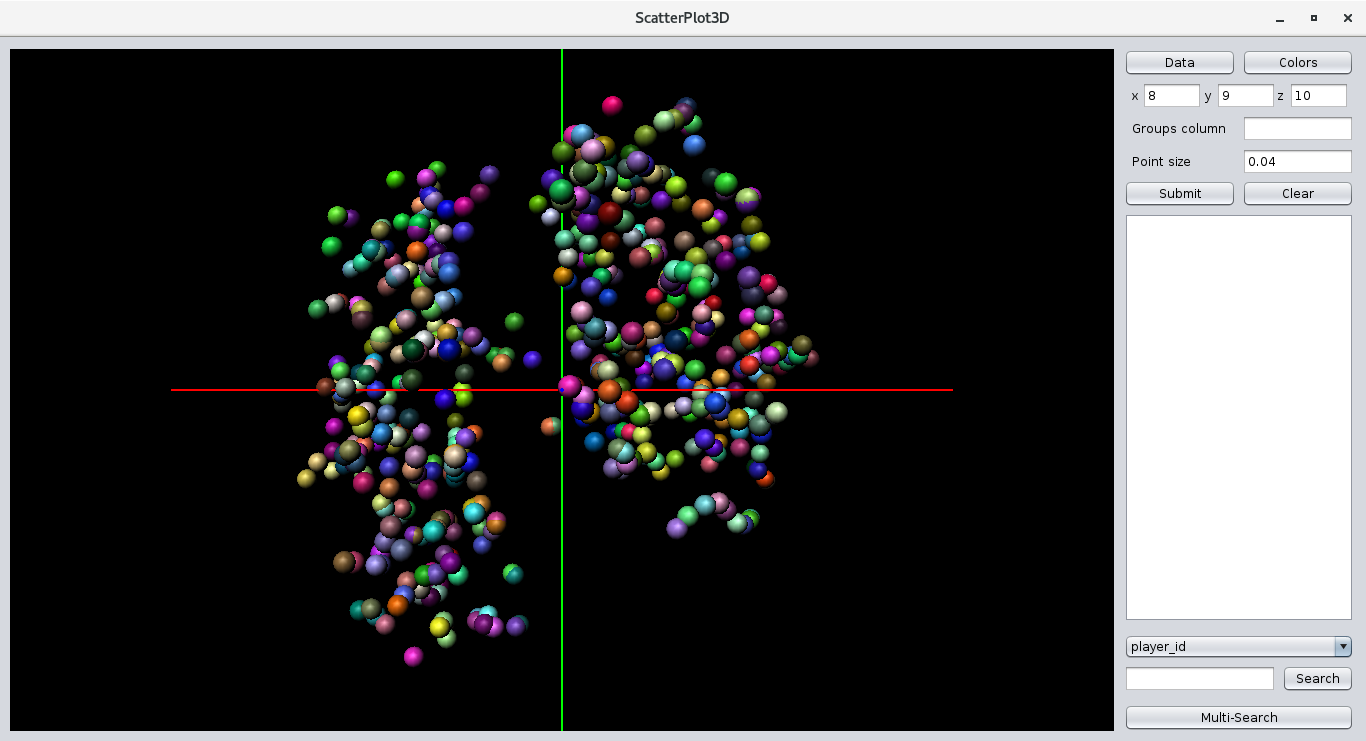 ScatterPlot3D
Data Colors
x 8 y 9 z 10
Groups column
Point size 0.04
Submit Clear
player_id
Search
Multi-Search